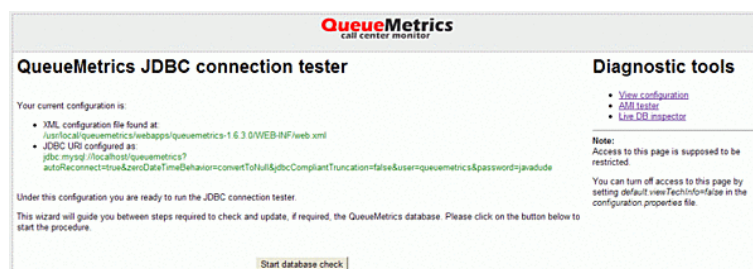 QueueMetrics
call center monitor
QueueMetrics JDBC connection tester
Your current configuration is:
• XML configuration file found at:
/usr/local/queuemetrics/webapps/queuemetrics-1.6.3.0/WEB-INF/web.xml
• JDBC URI configured as:
jdbc:mysql://localhost/queuemetrics?
autoReconnect=true&zeroDateTimeBehavior=convertToNull&jdbcCompliantTruncation=false&user=queuemetrics&password=javadude
Under this configuration you are ready to run the JDBC connection tester.
This wizard will guide you between steps required to check and update, if required, the QueueMetrics database. Please click on the button below to
start the procedure.
Start database check
Diagnostic tools
• View configuration
• AMI tester
• Live DB inspector
Note:
Access to this page is supposed to be
restricted.
You can turn off access to this page by
setting default.viewTechInfo=false in the
configuration.properties file.